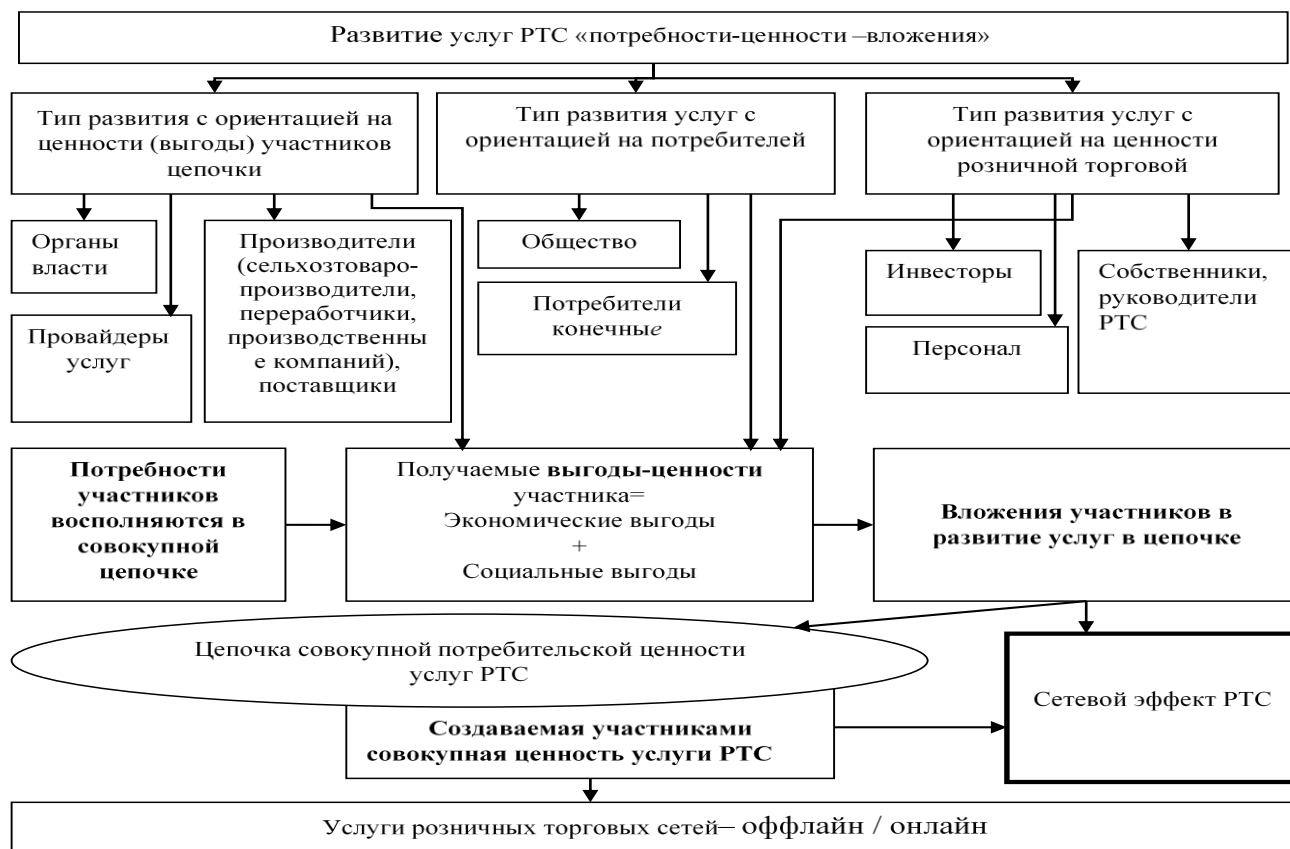 Развитие услуг РТС «потребности-ценности –вложения»
Тип развития с ориентацией на
ценности (выгоды) участников
цепочки
Тип развития услуг с
ориентацией на потребителей
Тип развития услуг с
ориентацией на ценности
розничной торговой
Органы
власти
Провайдеры
услуг
Производители
(сельхозтоваро-
производители,
переработчики,
производственны
е компаний),
поставщики
Общество
Потребители
конечные
Инвесторы
Персонал
Собственники,
руководители
РТС
Потребности
участников
восполняются в
совокупной
цепочке
Получаемые выгоды-ценности
участника=
Экономические выгоды
+
Социальные выгоды
Вложения участников в
развитие услуг в цепочке
Цепочка совокупной потребительской ценности
услуг РТС
Создаваемая участниками
совокупная ценность услуги РТС
Сетевой эффект РТС
Услуги розничных торговых сетей– оффлайн / онлайн